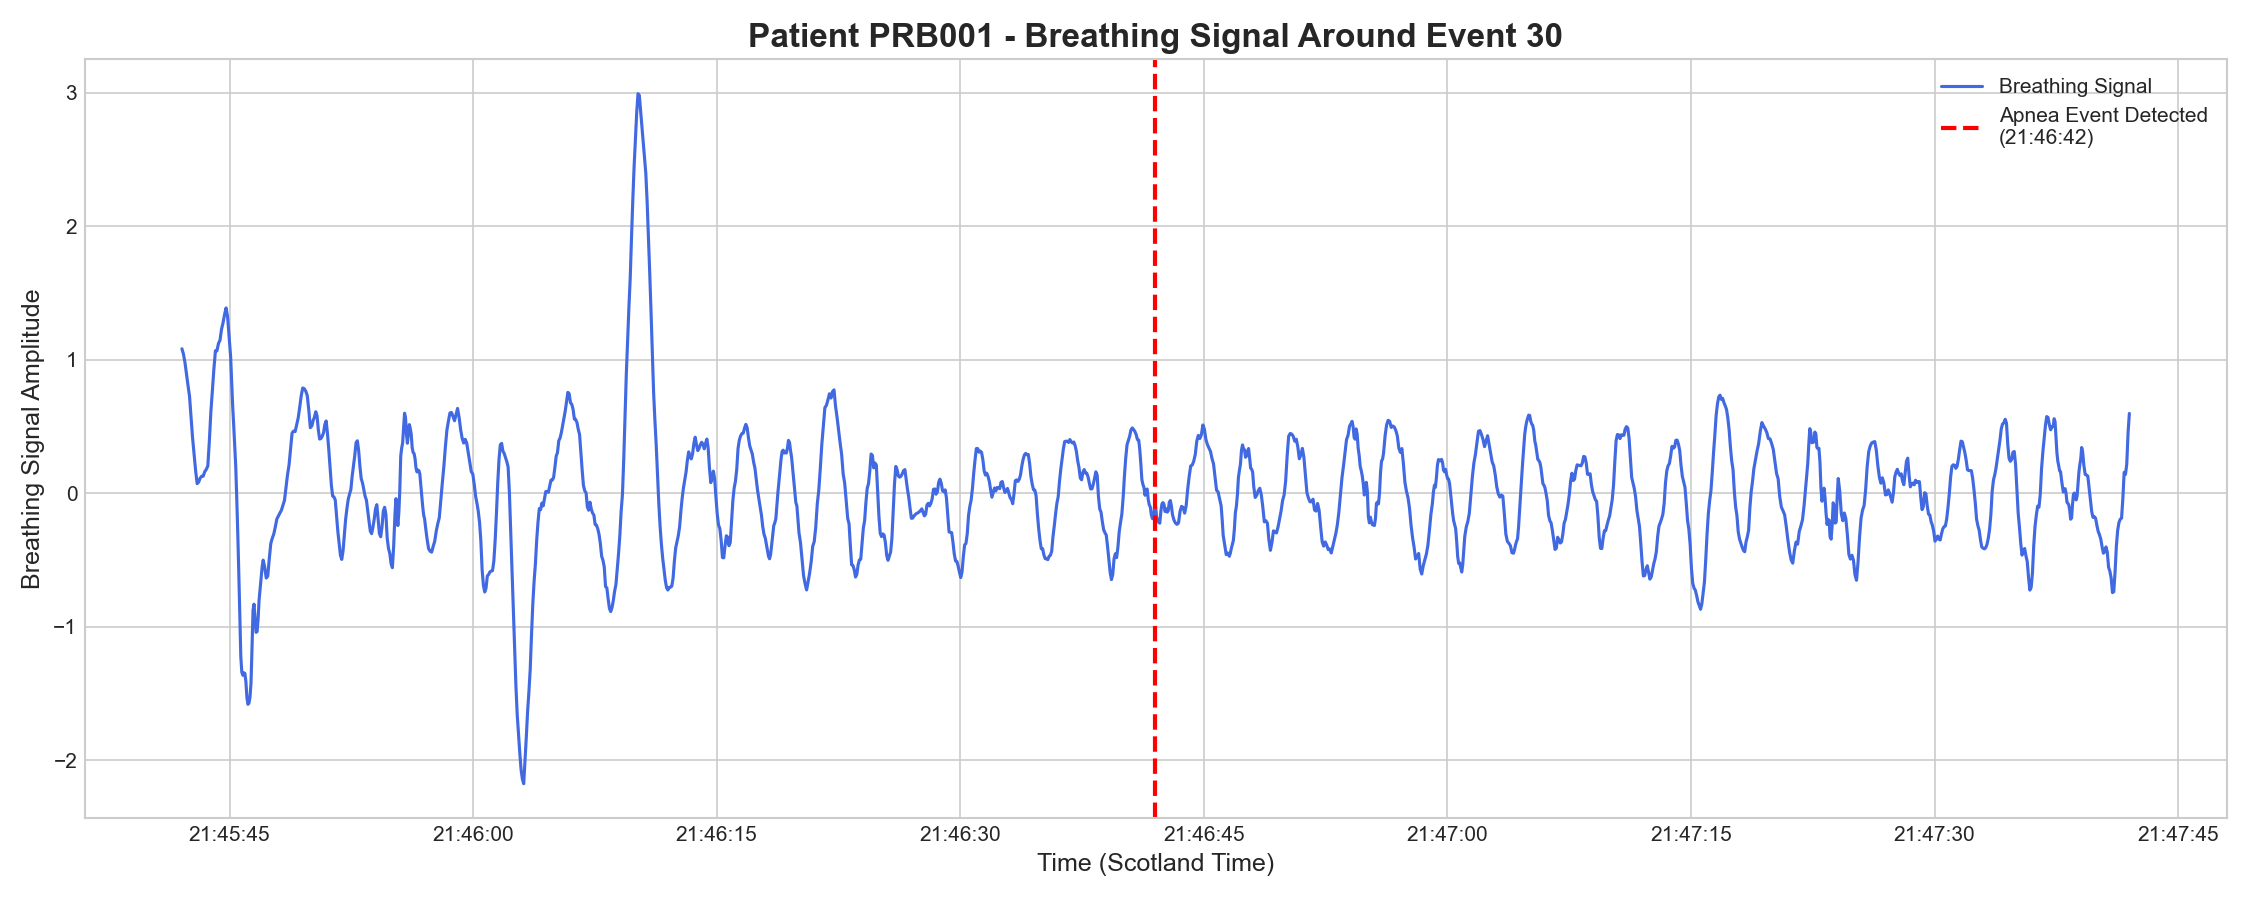 Patient PRB001 - Breathing Signal Around Event 30
Breathing Signal
Apnea Event Detected
(21:46:42)
Breathing Signal Amplitude
3
2
1
0
−1
−2
21:45:45 21:46:00 21:46:15 21:46:30 21:46:45 21:47:00 21:47:15 21:47:30 21:47:45
Time (Scotland Time)